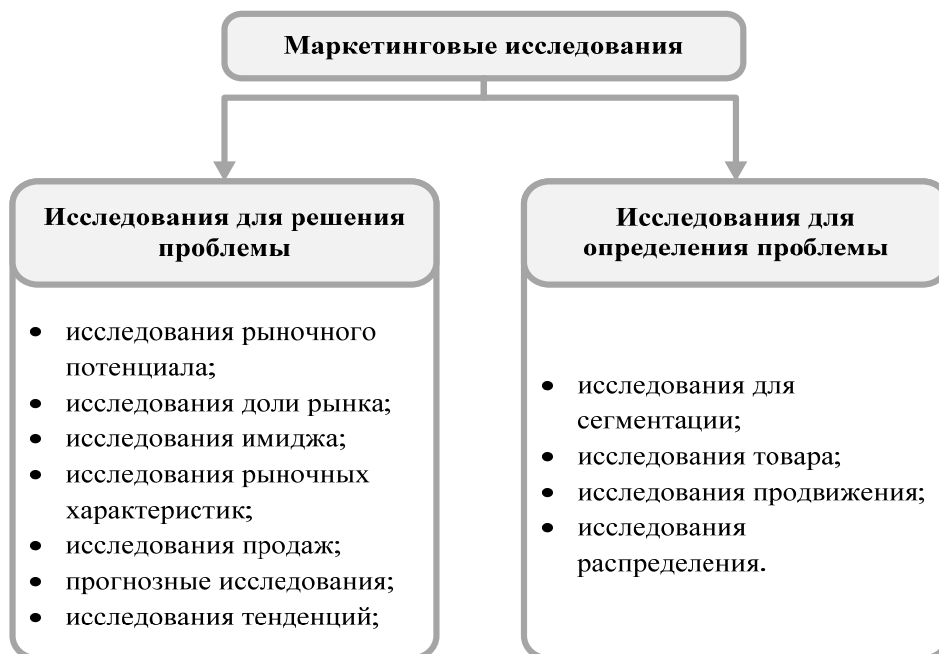 Маркетинговые исследования
Исследования для решения
проблемы
• исследования рыночного
потенциала;
• исследования доли рынка;
• исследования имиджа;
• исследования рыночных
характеристик;
• исследования продаж;
• прогнозные исследования;
• исследования тенденций;
Исследования для
определения проблемы
• исследования для
сегментации;
• исследования товара;
• исследования продвижения;
• исследования
распределения.